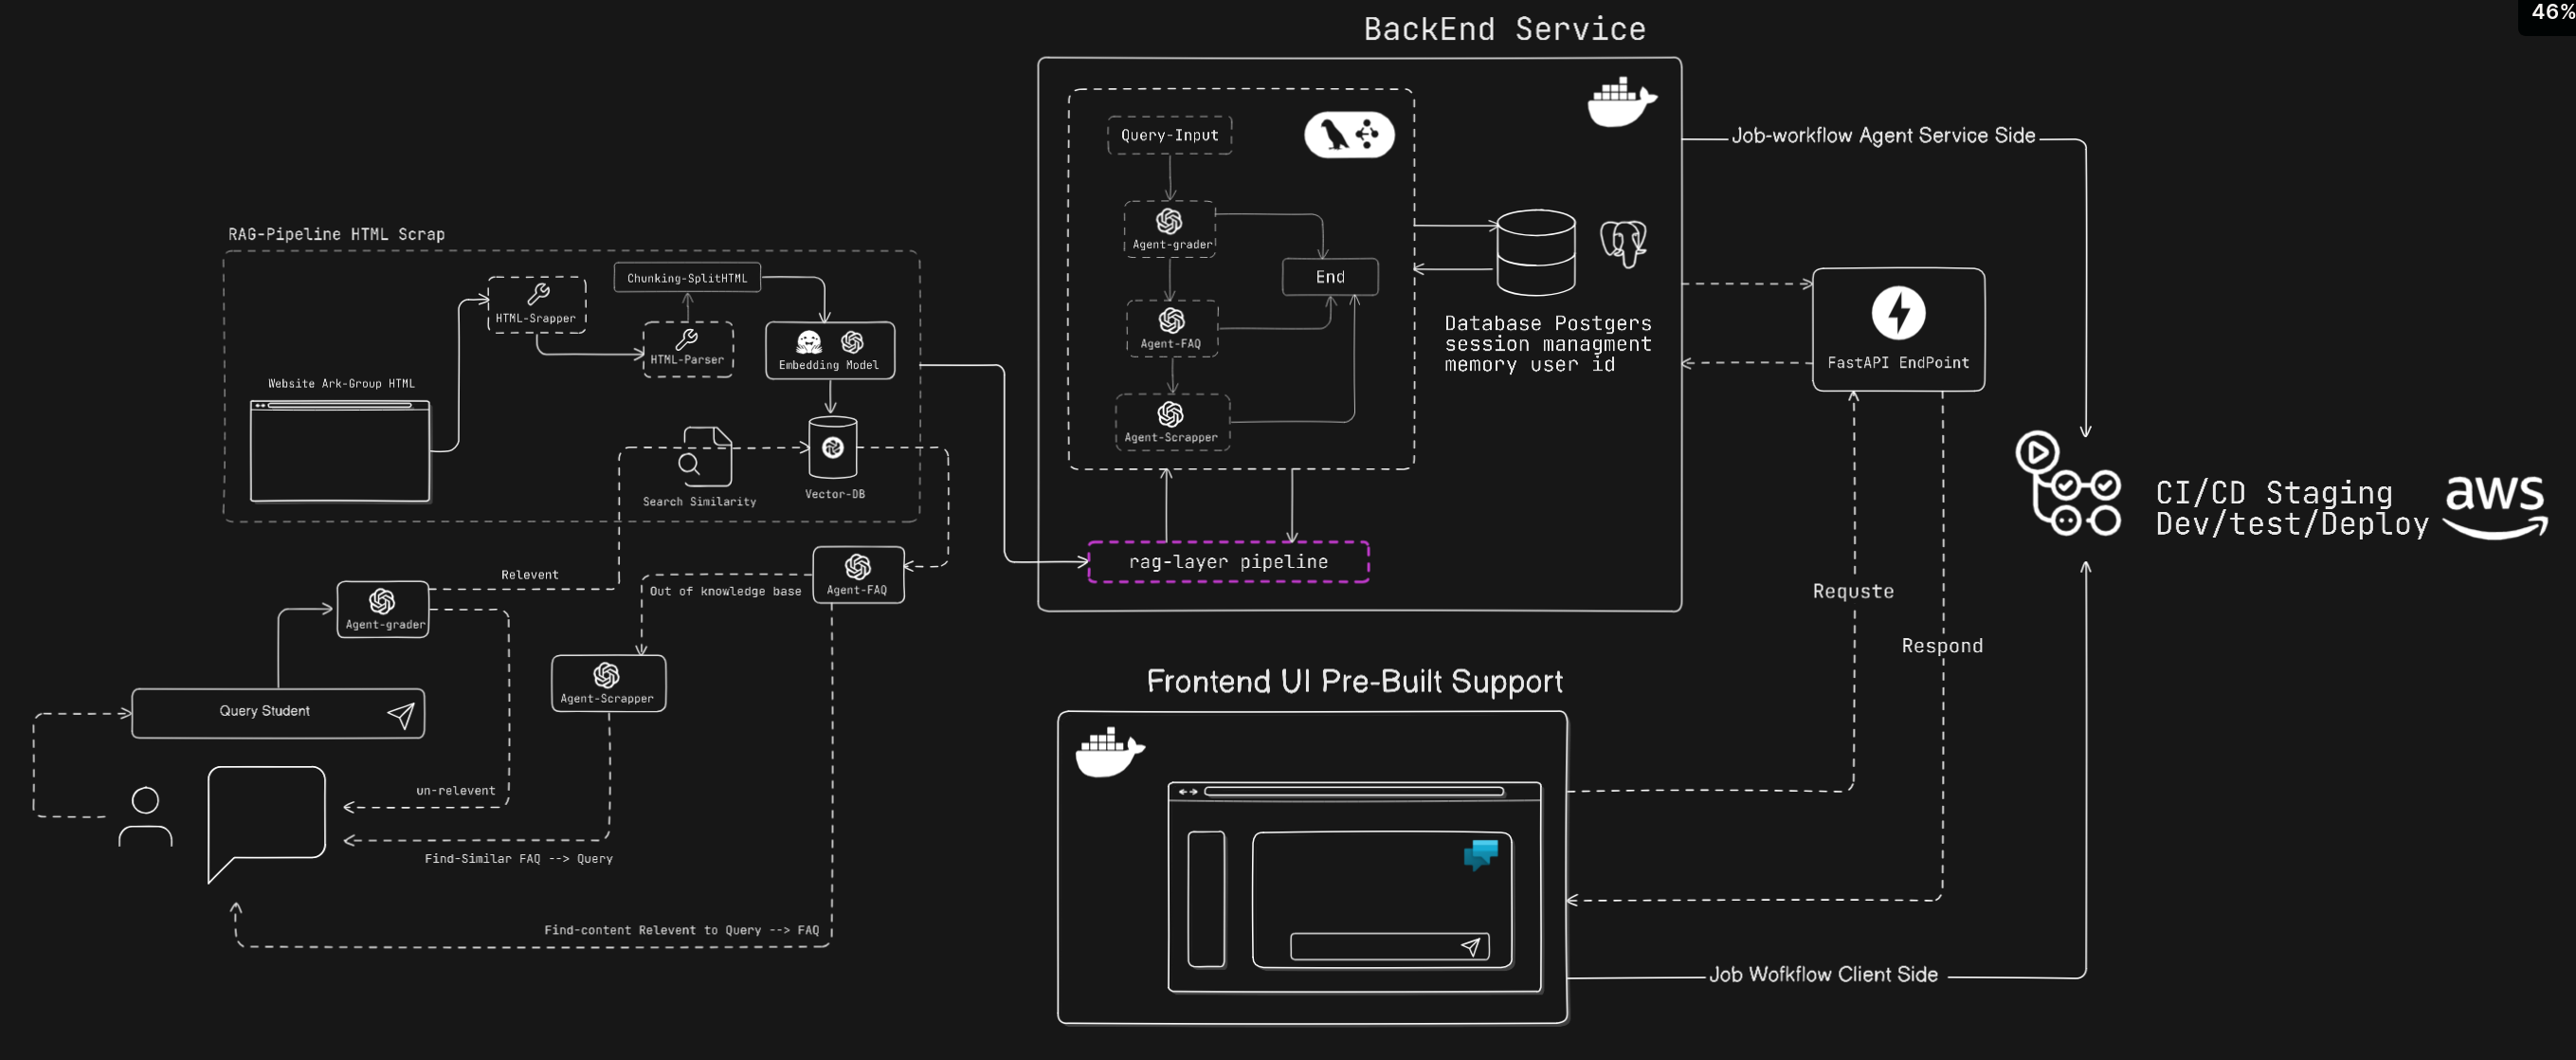 46%
BackEnd Service
Query-Input
Agent-grader
Agent-FAQ
Agent-Scrapper
End
Database Postgers
session managment
memory user id
rag-layer pipeline
Job-workflow Agent Service Side
FastAPI EndPoint
Requste
Respond
CI/CD Staging
Dev/test/Deploy
aws
RAG-Pipeline HTML Scrap
Website Ark-Group HTML
HTML-Srapper
HTML-Parser
Chunking-SplitHTML
Embedding Model
Search Similarity
Vector-DB
Relevent
Agent-grader
Out of knowledge base
Agent-FAQ
Agent-Scrapper
Query Student
un-relevent
Find-Similar FAQ --> Query
Find-content Relevent to Query --> FAQ
Frontend UI Pre-Built Support
Job Wofkflow Client Side